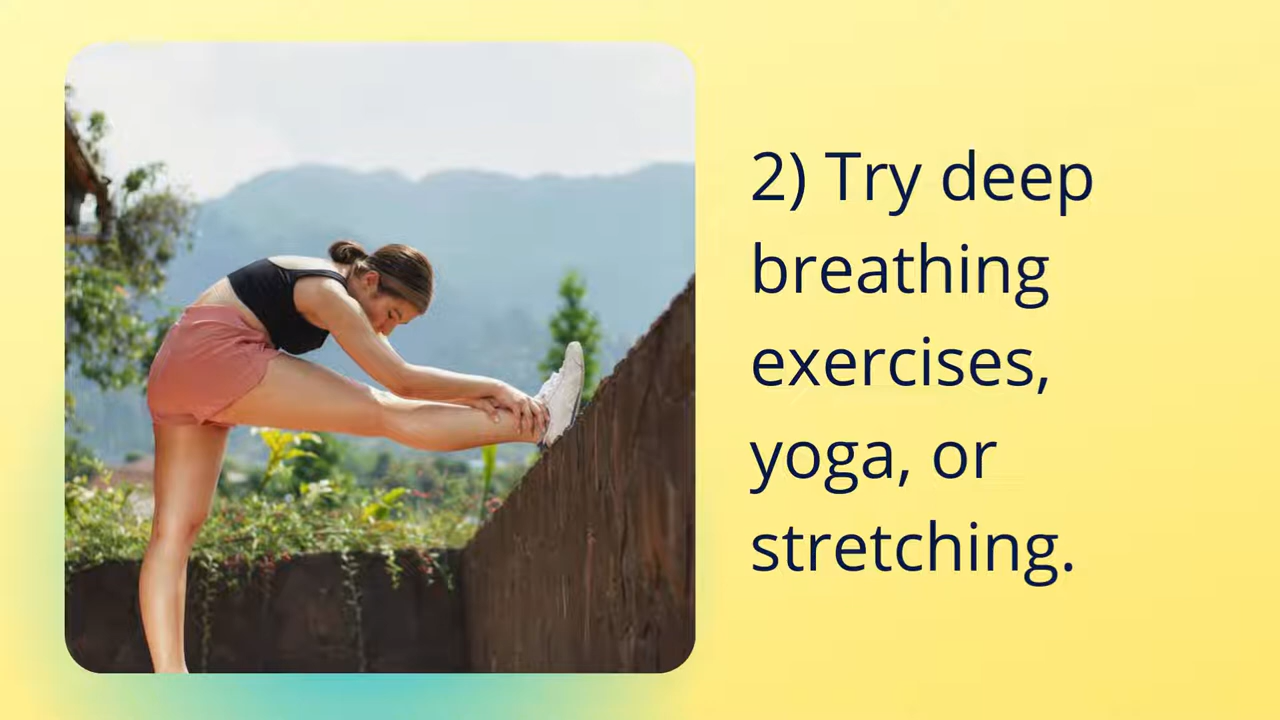 2) Try deep
breathing
exercises,
yoga, or
stretching.